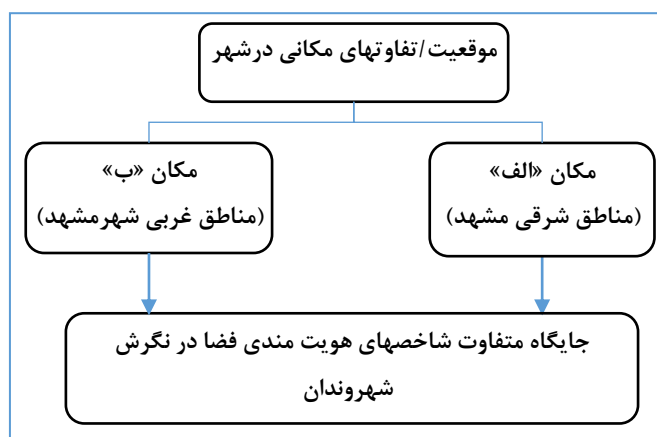 موقعیت/تفاوتهای مکانی درشهر
مکان «الف»
(مناطق شرقی مشهد)
مکان «ب»
(مناطق غربی شهرمشهد)
جایگاه متفاوت شاخصهای هویت مندی فضا در نگرش
شهروندان